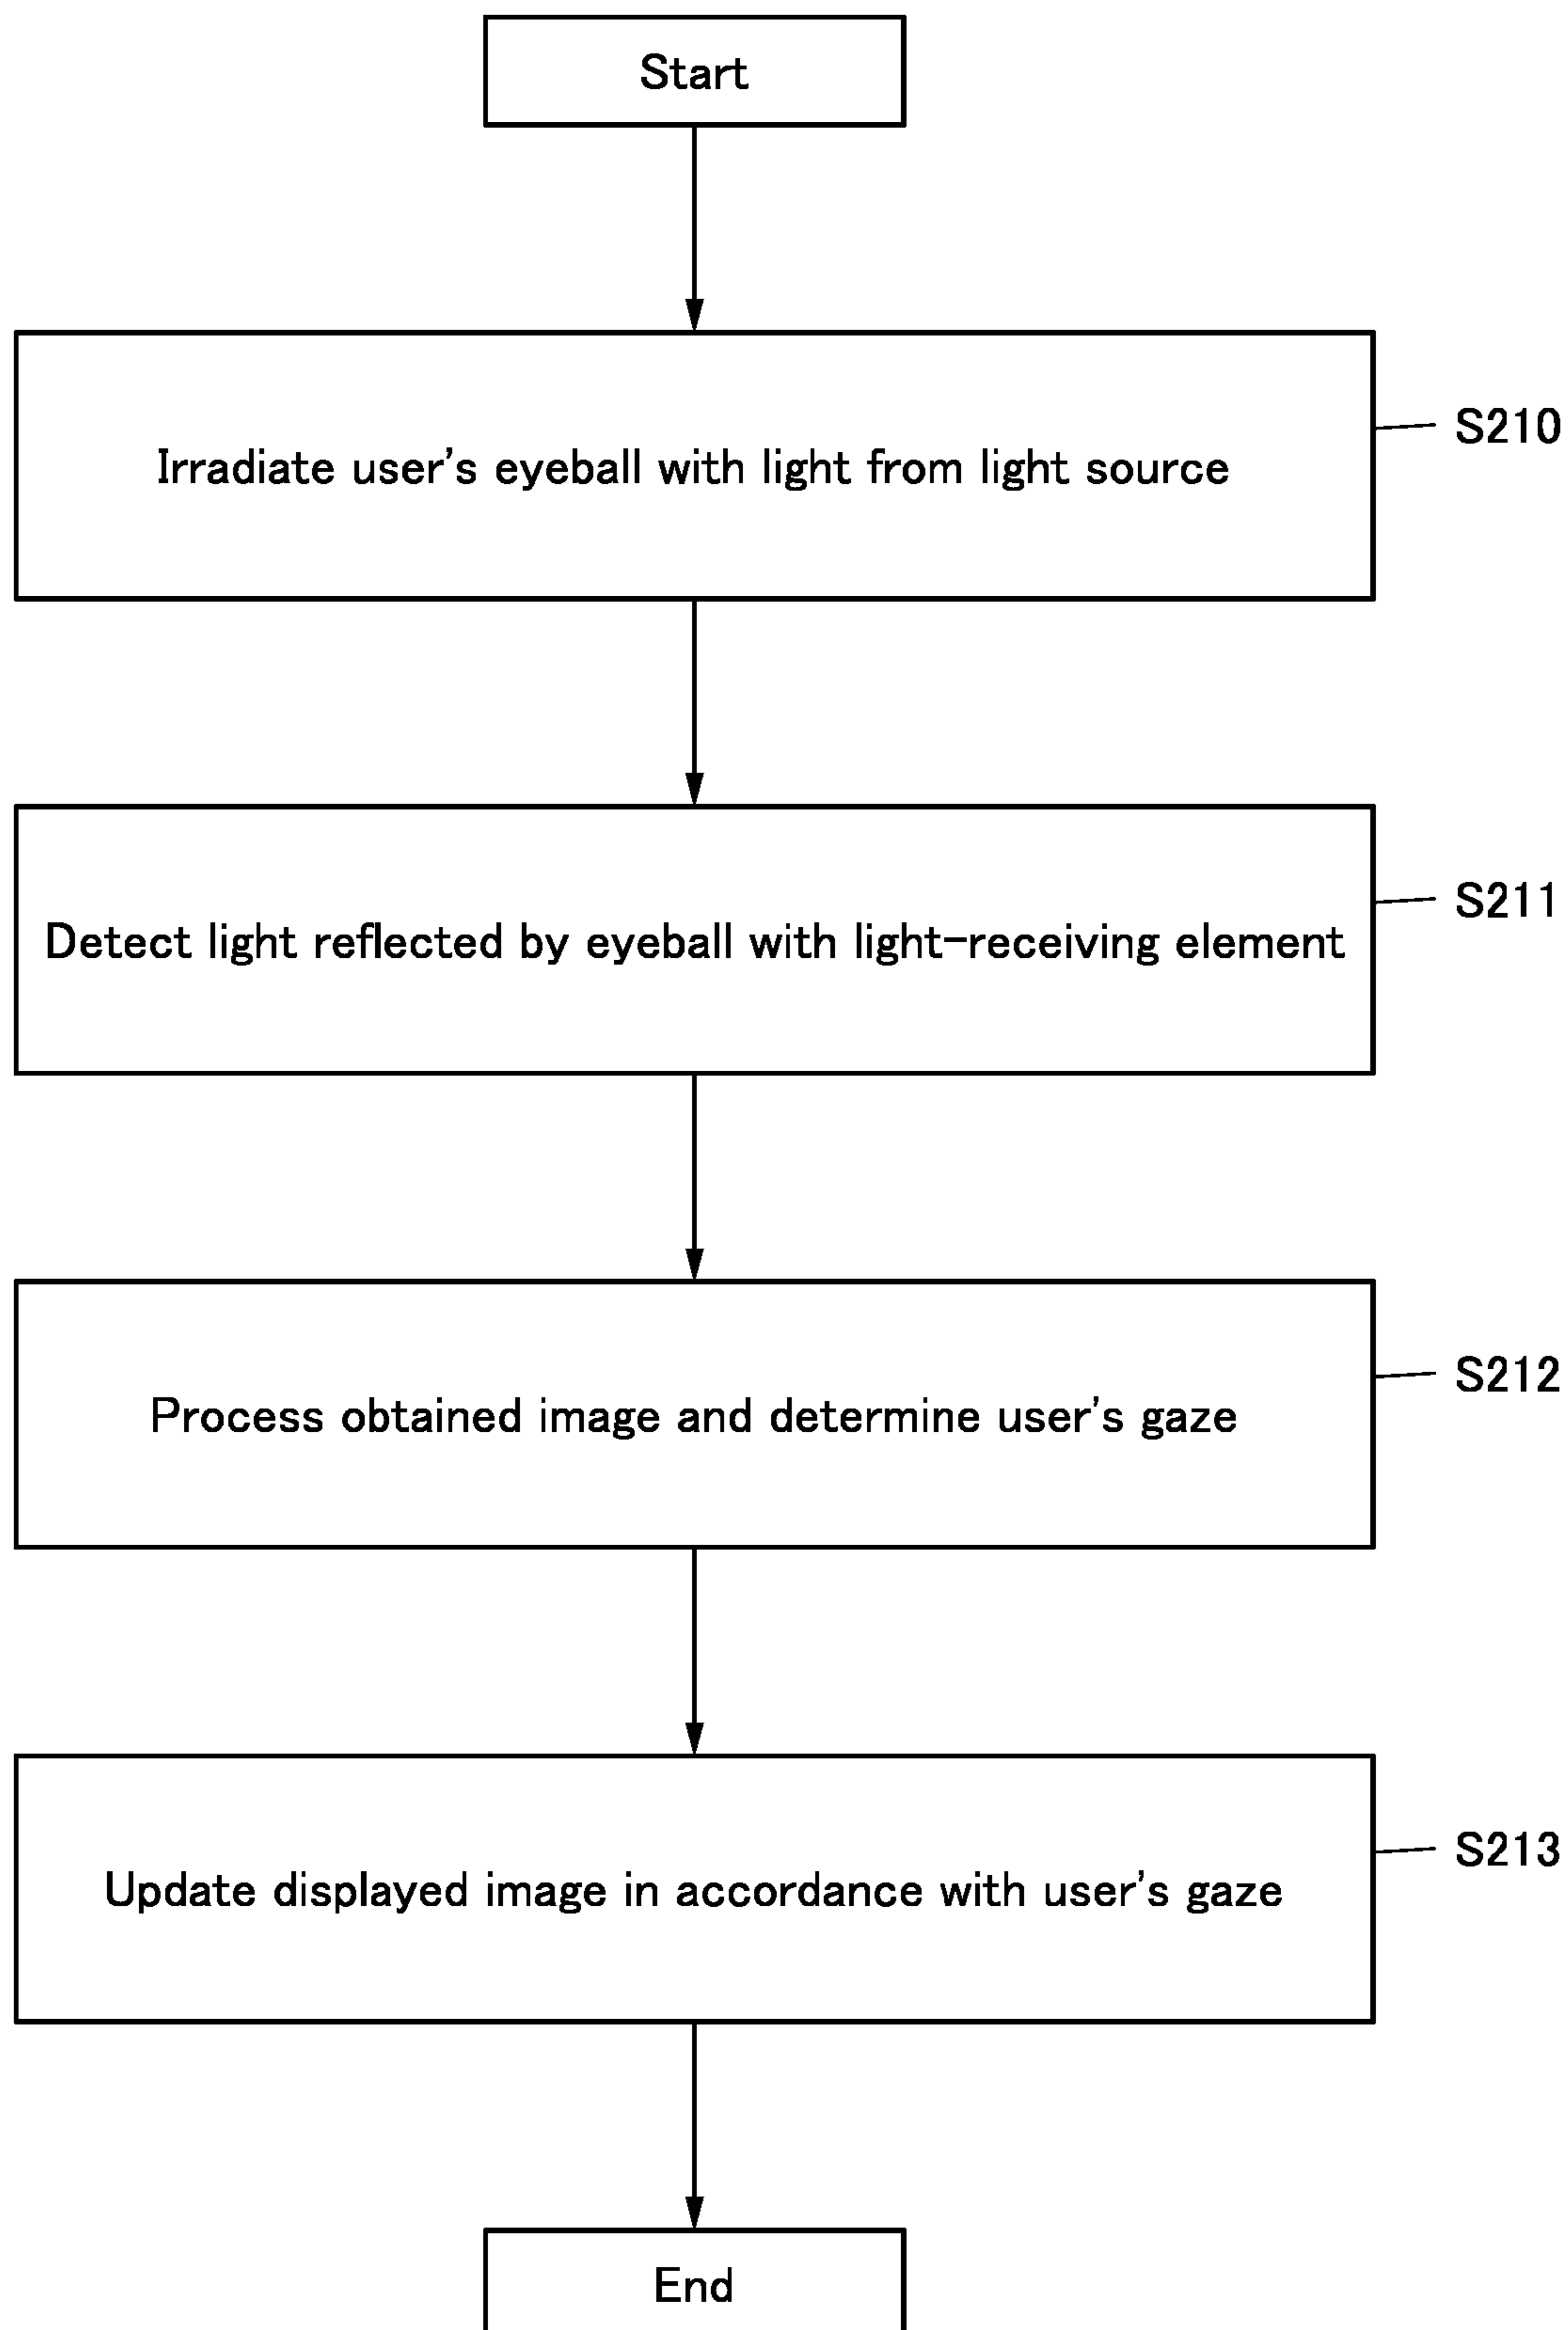 Start
Irradiate user's eyeball with light from light source
S210
Detect light reflected by eyeball with light-receiving element
S211
Process obtained image and determine user's gaze
S212
Update displayed image in accordance with user's gaze
S213
End